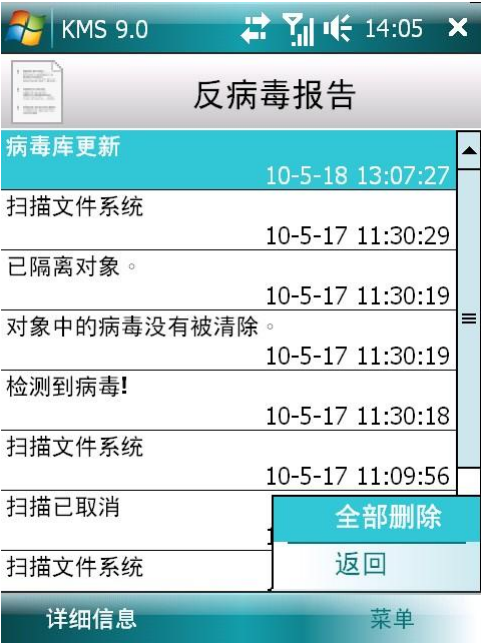 KMS 9.0 14:05
反病毒报告
病毒库更新
10-5-18 13:07:27
扫描文件系统
10-5-17 11:30:29
已隔离对象。
10-5-17 11:30:19
对象中的病毒没有被清除。
10-5-17 11:30:19
检测到病毒!
10-5-17 11:30:18
扫描文件系统
10-5-17 11:09:56
扫描已取消
扫描文件系统
全部删除
返回
详细信息 菜单